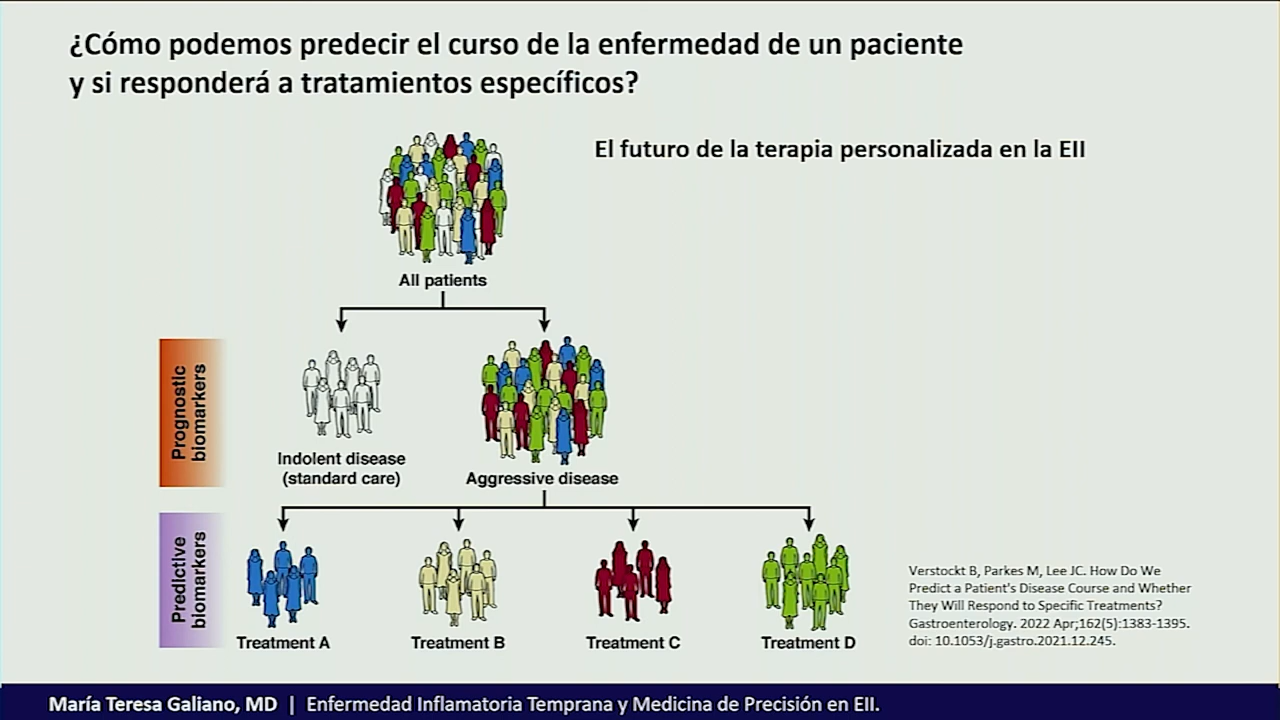 ¿Cómo podemos predecir el curso de la enfermedad de un paciente
y si responderá a tratamientos específicos?
El futuro de la terapia personalizada en la EII
All patients
Prognostic
biomarkers
Indolent disease
(standard care)
Aggressive disease
Predictive
biomarkers
Treatment A
Treatment B
Treatment C
Treatment D
Verstockt B, Parkes M, Lee JC. How Do We
Predict a Patient's Disease Course and Whether
They Will Respond to Specific Treatments?
Gastroenterology. 2022 Apr;162(5):1383-1395.
doi: 10.1053/j.gastro.2021.12.245.
María Teresa Galiano, MD | Enfermedad Inflamatoria Temprana y Medicina de Precisión en EII.